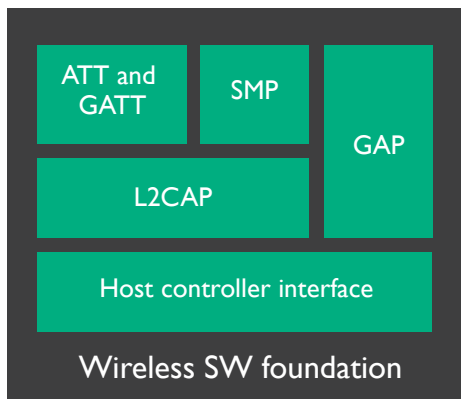 ATT and
GATT
SMP
GAP
L2CAP
Host controller interface
Wireless SW foundation